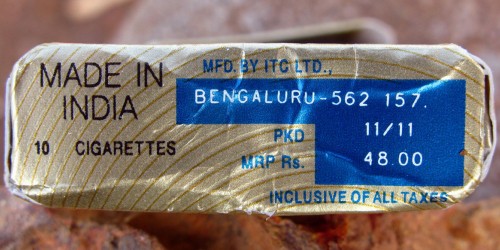 MADE IN
INDIA
10 CIGARETTES
MFD. BY ITC LTD.,
BENGALURU-562 157.
PKD 11/11
MRP Rs. 48.00
INCLUSIVE OF ALL TAXES